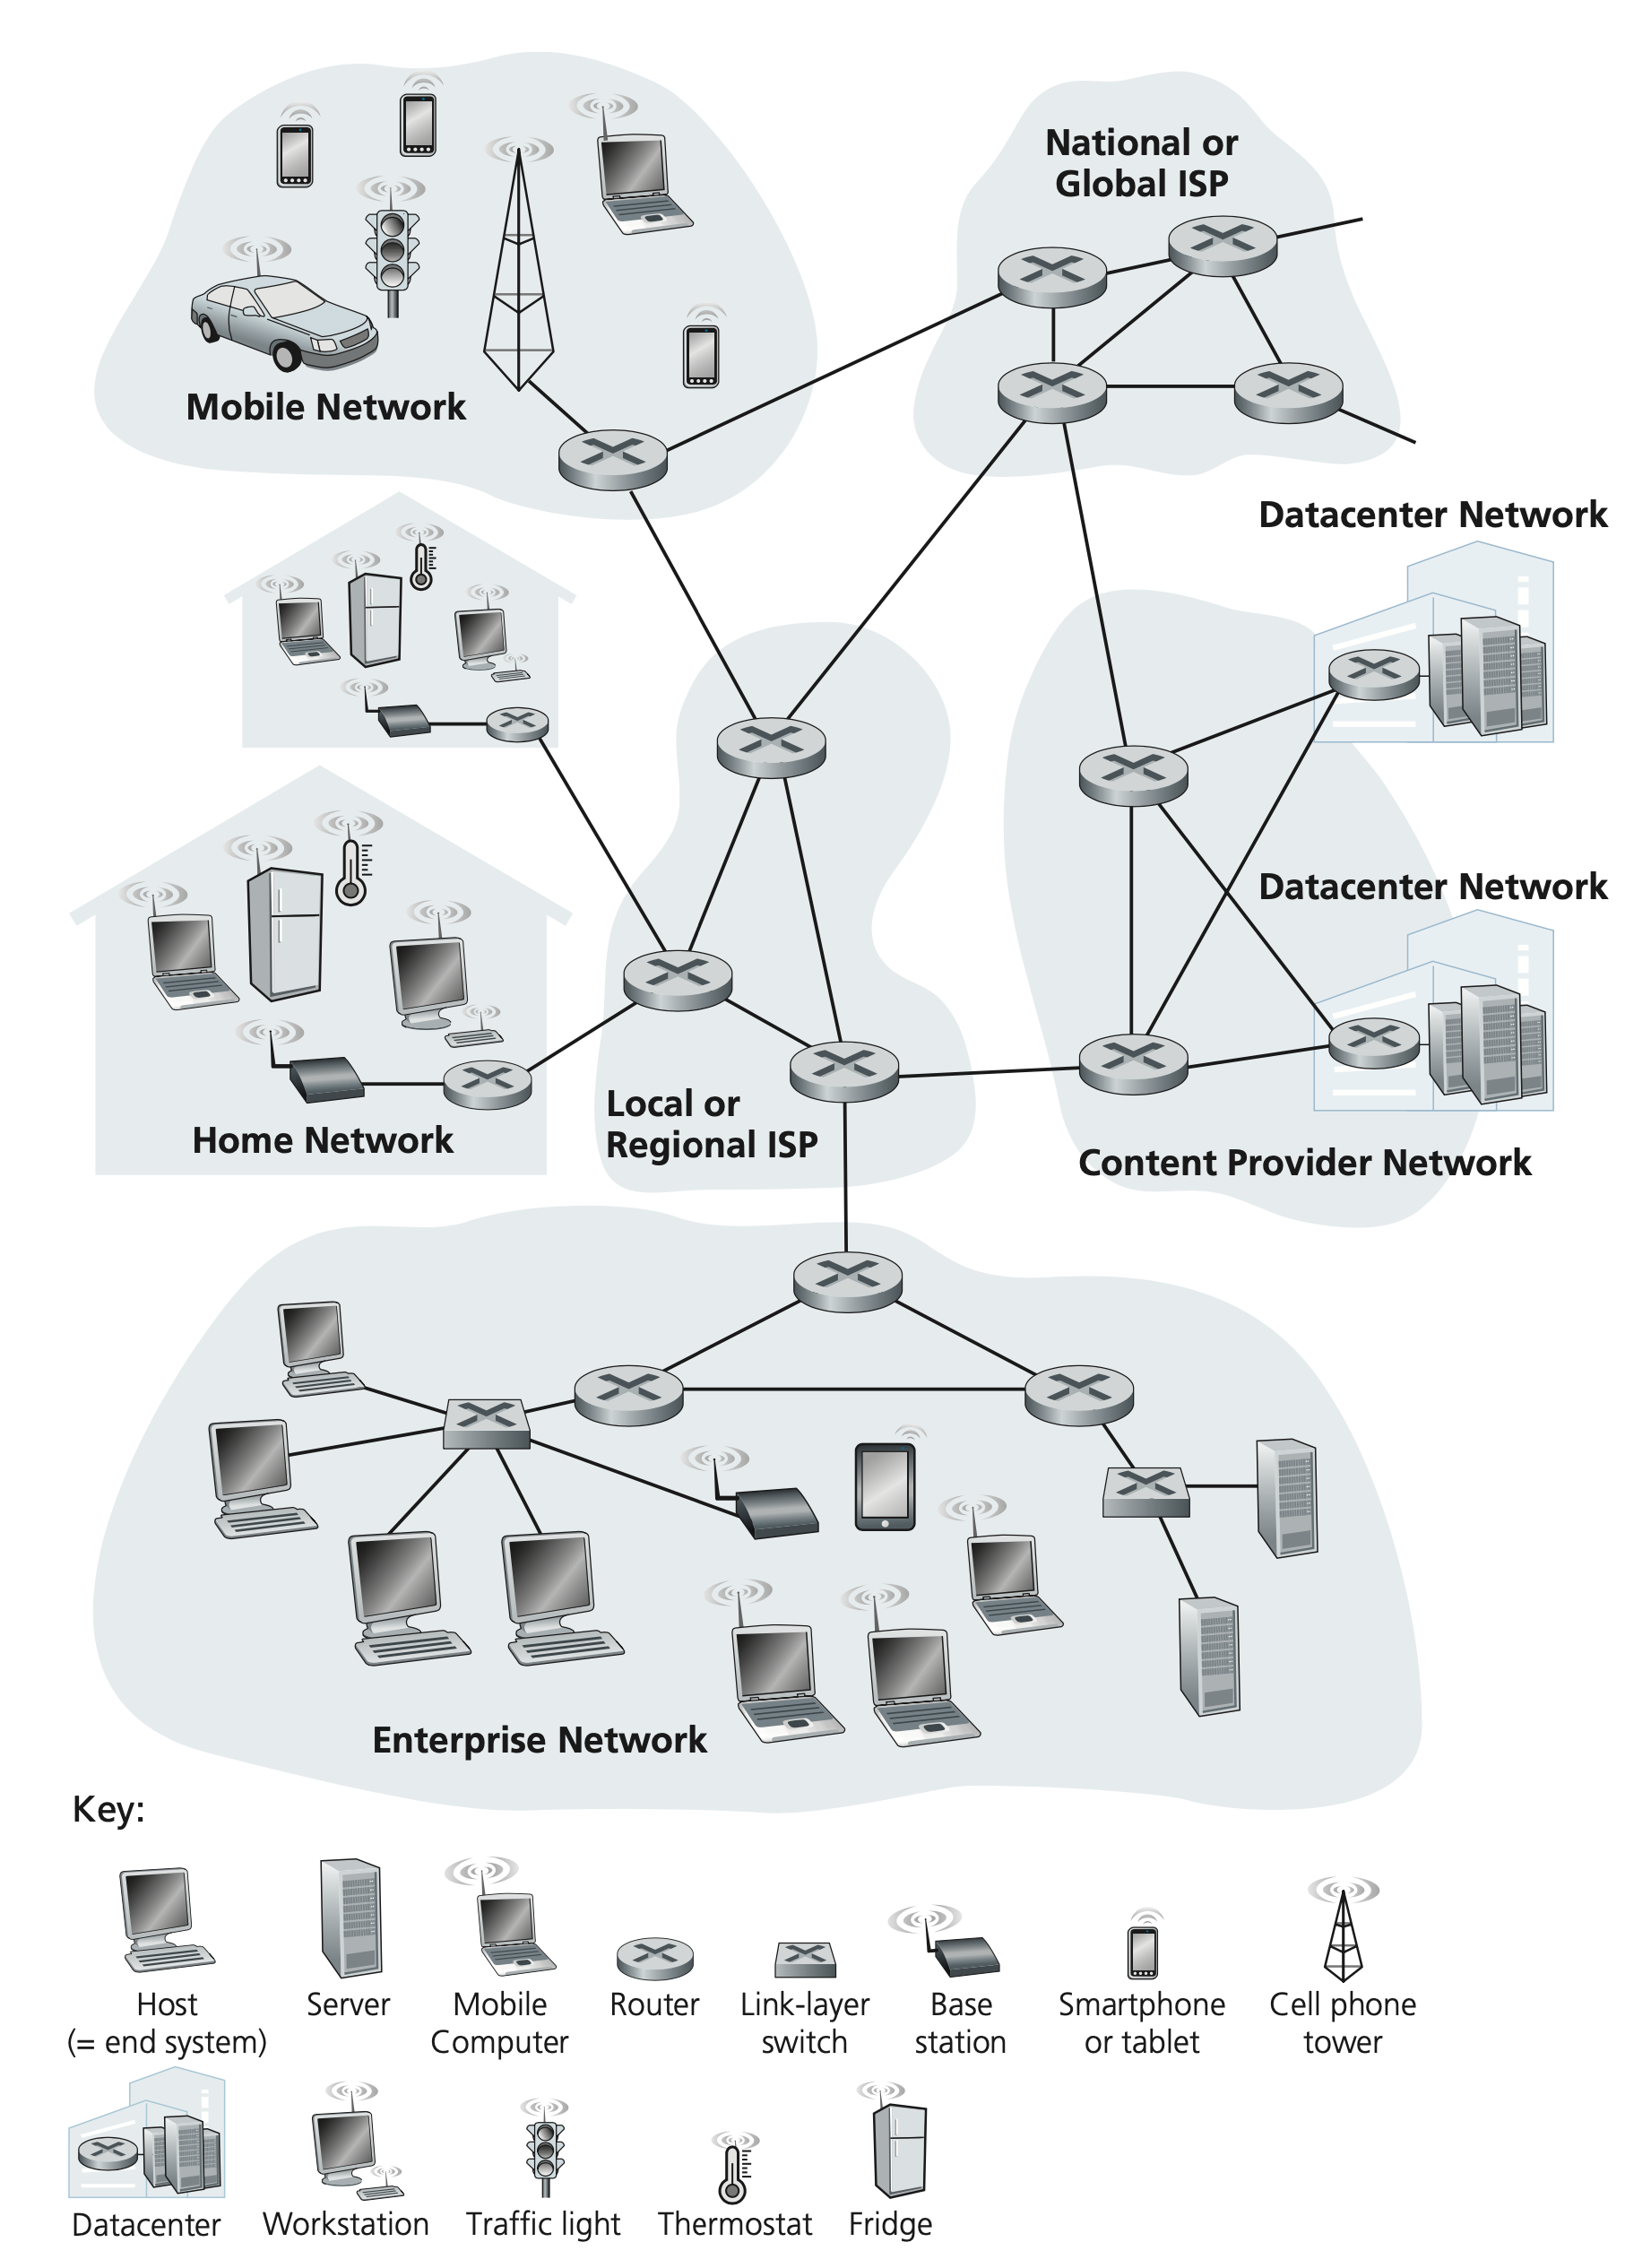 National or
Global ISP
Mobile Network
Datacenter Network
Datacenter Network
Home Network
Local or
Regional ISP
Content Provider Network
Enterprise Network
Key:
Host
(= end system)
Server
Mobile
Computer
Router
Link-layer
switch
Base
station
Smartphone
or tablet
Cell phone
tower
Datacenter
Workstation
Traffic light
Thermostat
Fridge